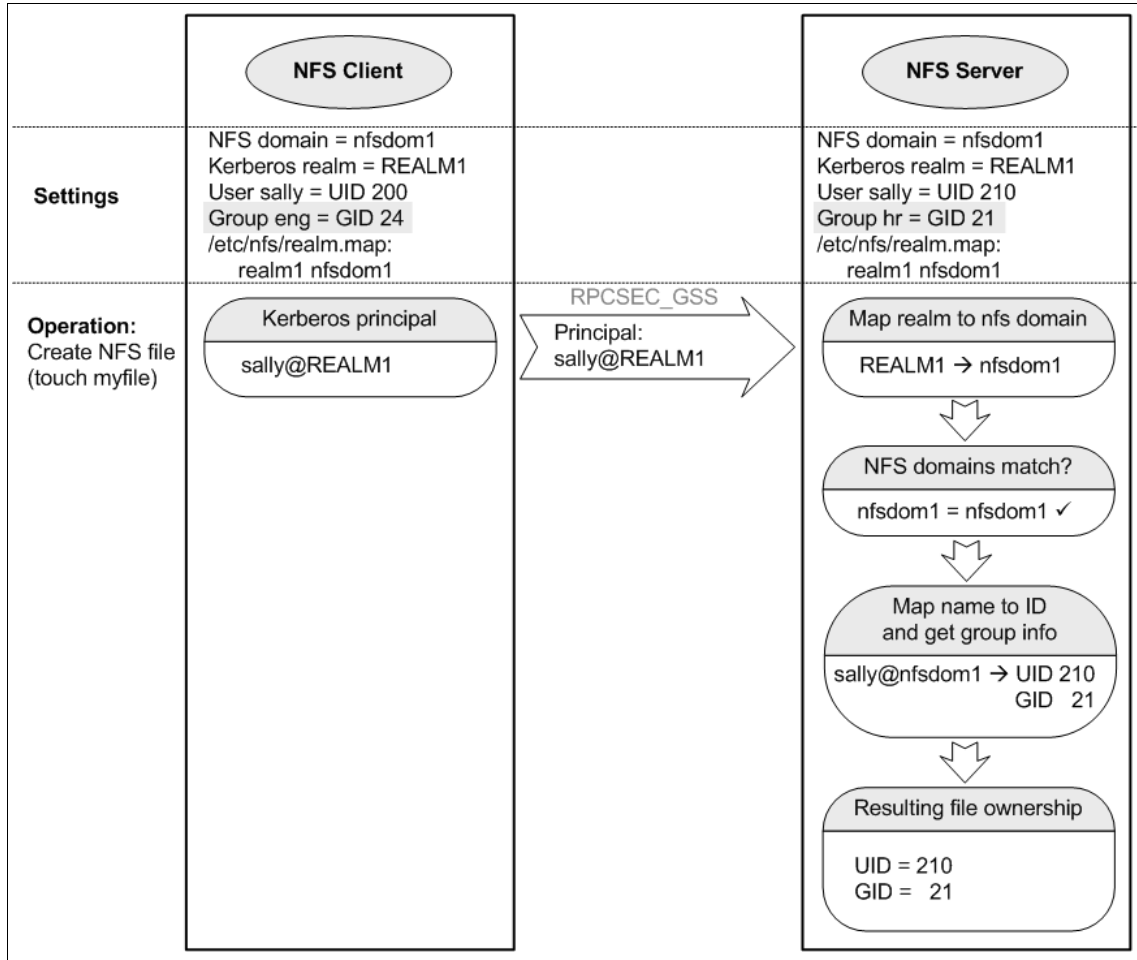 NFS Client
NFS Server
Settings
NFS domain = nfsdom1
Kerberos realm = REALM1
User sally = UID 200
Group eng = GID 24
/etc/nfs/realm.map:
realm1 nfsdom1
NFS domain = nfsdom1
Kerberos realm = REALM1
User sally = UID 210
Group hr = GID 21
/etc/nfs/realm.map:
realm1 nfsdom1
Operation:
Create NFS file
(touch myfile)
Kerberos principal
sally@REALM1
RPCSEC_GSS
Principal:
sally@REALM1
Map realm to nfs domain
REALM1 → nfsdom1
NFS domains match?
nfsdom1 = nfsdom1 ✓
Map name to ID
and get group info
sally@nfsdom1 → UID 210
GID 21
Resulting file ownership
UID = 210
GID = 21